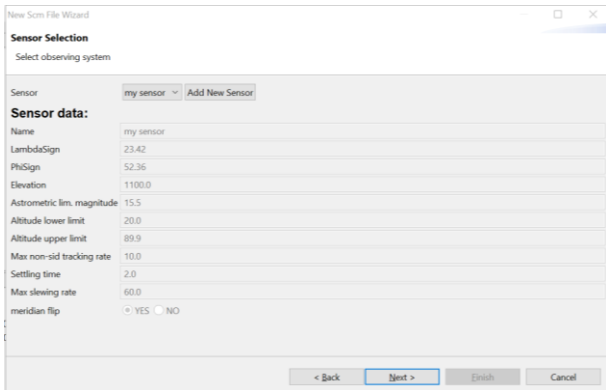 New Scm File Wizard
Sensor Selection
Select observing system
Sensor my sensor Add New Sensor
Sensor data:
Name my sensor
LambdaSign 23.42
PhiSign 52.36
Elevation 1100.0
Astrometric lim. magnitude 15.5
Altitude lower limit 20.0
Altitude upper limit 89.9
Max non-sid tracking rate 10.0
Settling time 2.0
Max slewing rate 60.0
meridian flip YES NO
< Back Next > Finish Cancel